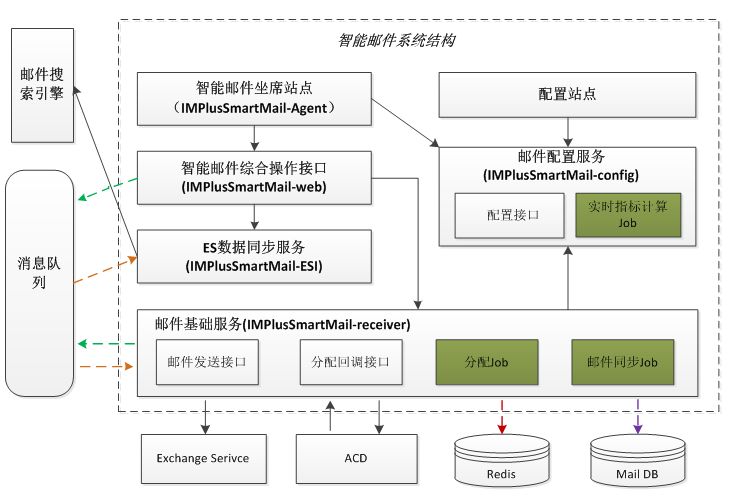 智能邮件系统结构
邮件搜
索引擎
智能邮件坐席站点
（IMPlusSmartMail-Agent）
配置站点
智能邮件综合操作接口
(IMPlusSmartMail-web)
邮件配置服务
(IMPlusSmartMail-config)
配置接口
实时指标计算
Job
消息队
列
ES数据同步服务
(IMPlusSmartMail-ESI)
邮件基础服务(IMPlusSmartMail-receiver)
邮件发送接口
分配回调接口
分配Job
邮件同步Job
Exchange Serivce
ACD
Redis
Mail DB